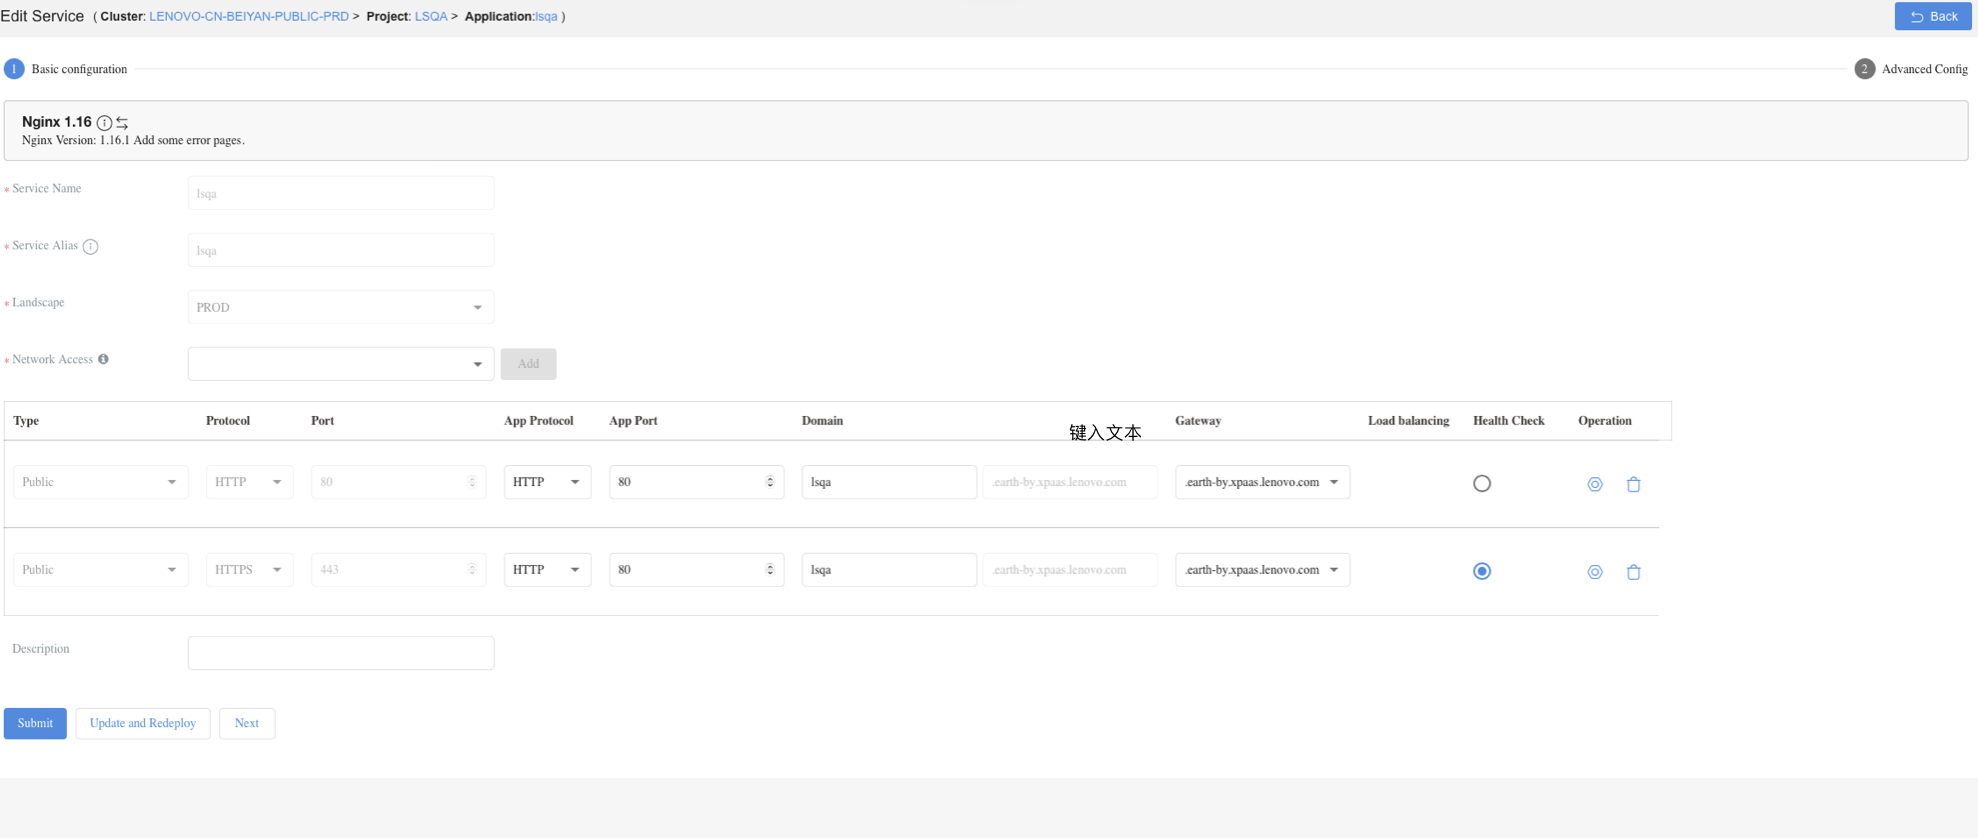 Edit Service ( Cluster: LENOVO-CN-BEIYAN-PUBLIC-PRD > Project: LSQA > Application:lsqa )
Back
1 Basic configuration
2 Advanced Config
Nginx 1.16
Nginx Version: 1.16.1 Add some error pages.
* Service Name
lsqa
* Service Alias
lsqa
* Landscape
PROD
* Network Access
Add
Type Protocol Port App Protocol App Port Domain Gateway Load balancing Health Check Operation
键入文本
Public HTTP 80 HTTP 80 lsqa .earth-by.xpaas.lenovo.com .earth-by.xpaas.lenovo.com
Public HTTPS 443 HTTP 80 lsqa .earth-by.xpaas.lenovo.com .earth-by.xpaas.lenovo.com
Description
Submit Update and Redeploy Next